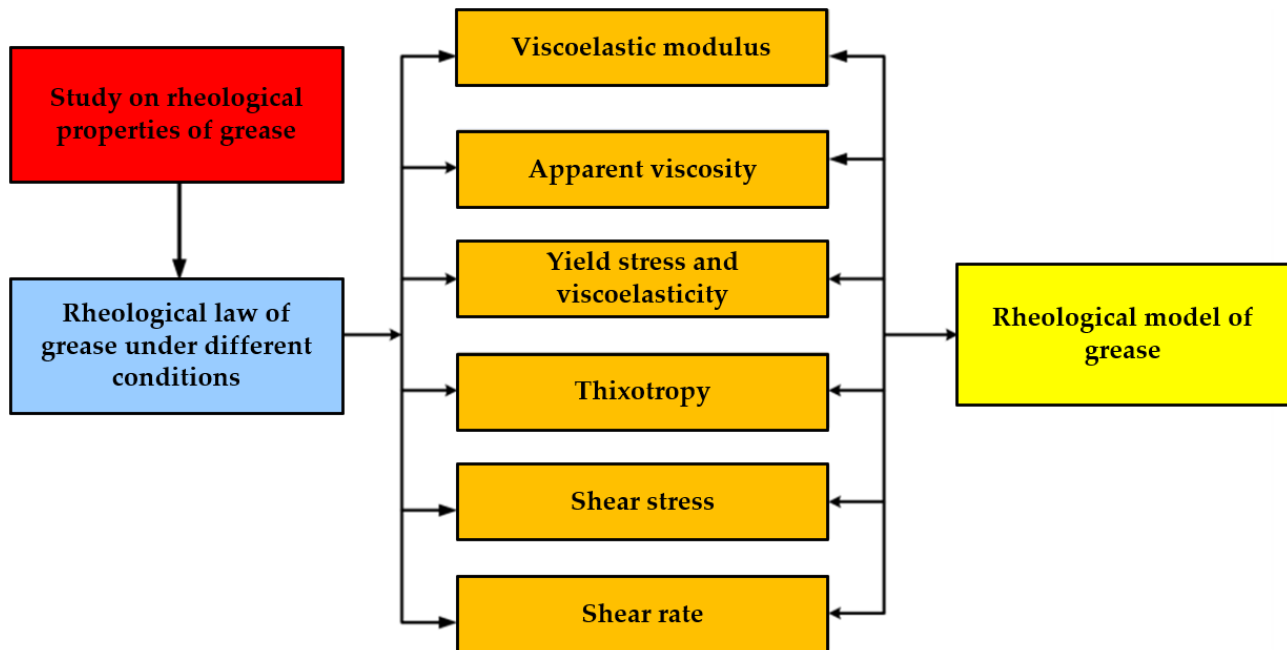 Study on rheological
properties of grease
Rheological law of
grease under different
conditions
Viscoelastic modulus
Apparent viscosity
Yield stress and
viscoelasticity
Thixotropy
Shear stress
Shear rate
Rheological model of
grease